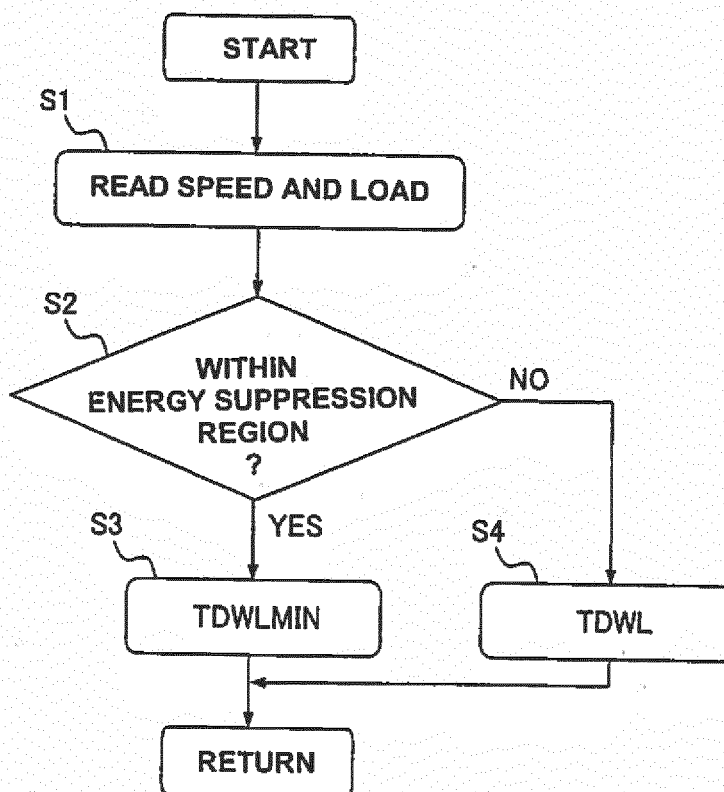 START
S1
READ SPEED AND LOAD
S2
WITHIN
ENERGY SUPPRESSION
REGION
?
NO
YES
S3
S4
TDWLMIN
TDWL
RETURN